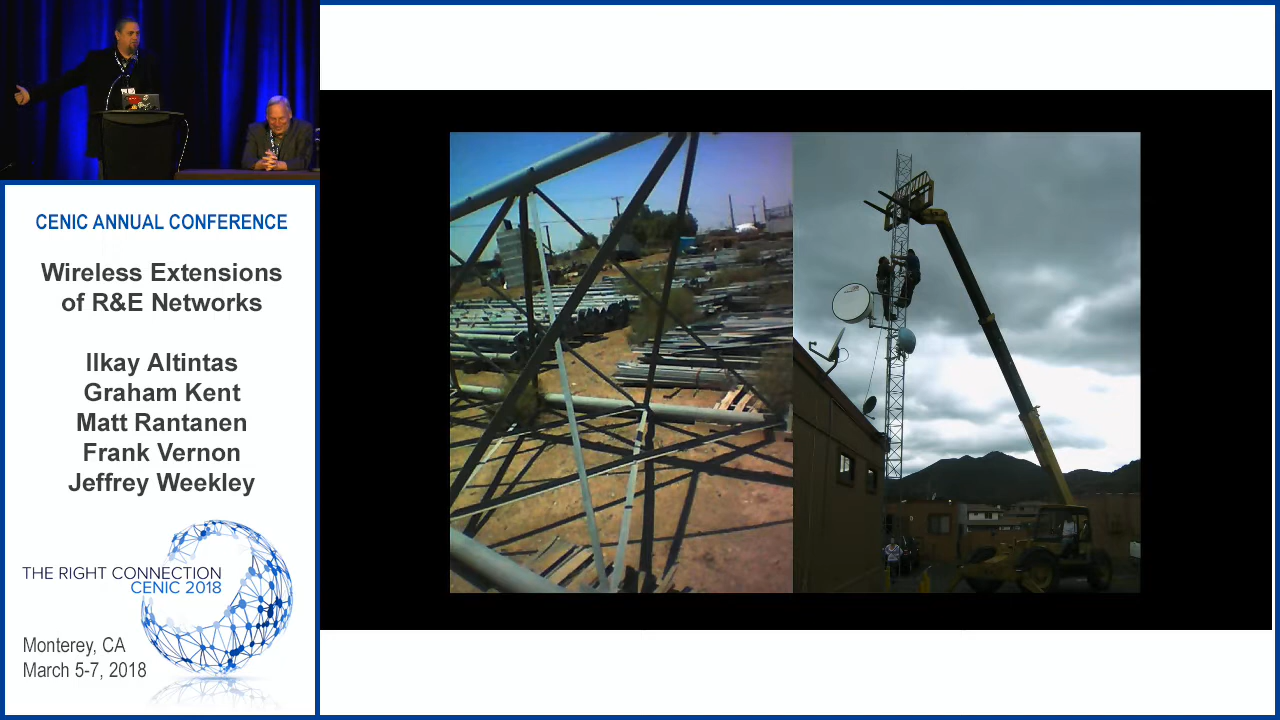 CENIC ANNUAL CONFERENCE
Wireless Extensions
of R&E Networks
Ilkay Altintas
Graham Kent
Matt Rantanen
Frank Vernon
Jeffrey Weekley
THE RIGHT CONNECTION
CENIC 2018
Monterey, CA
March 5-7, 2018